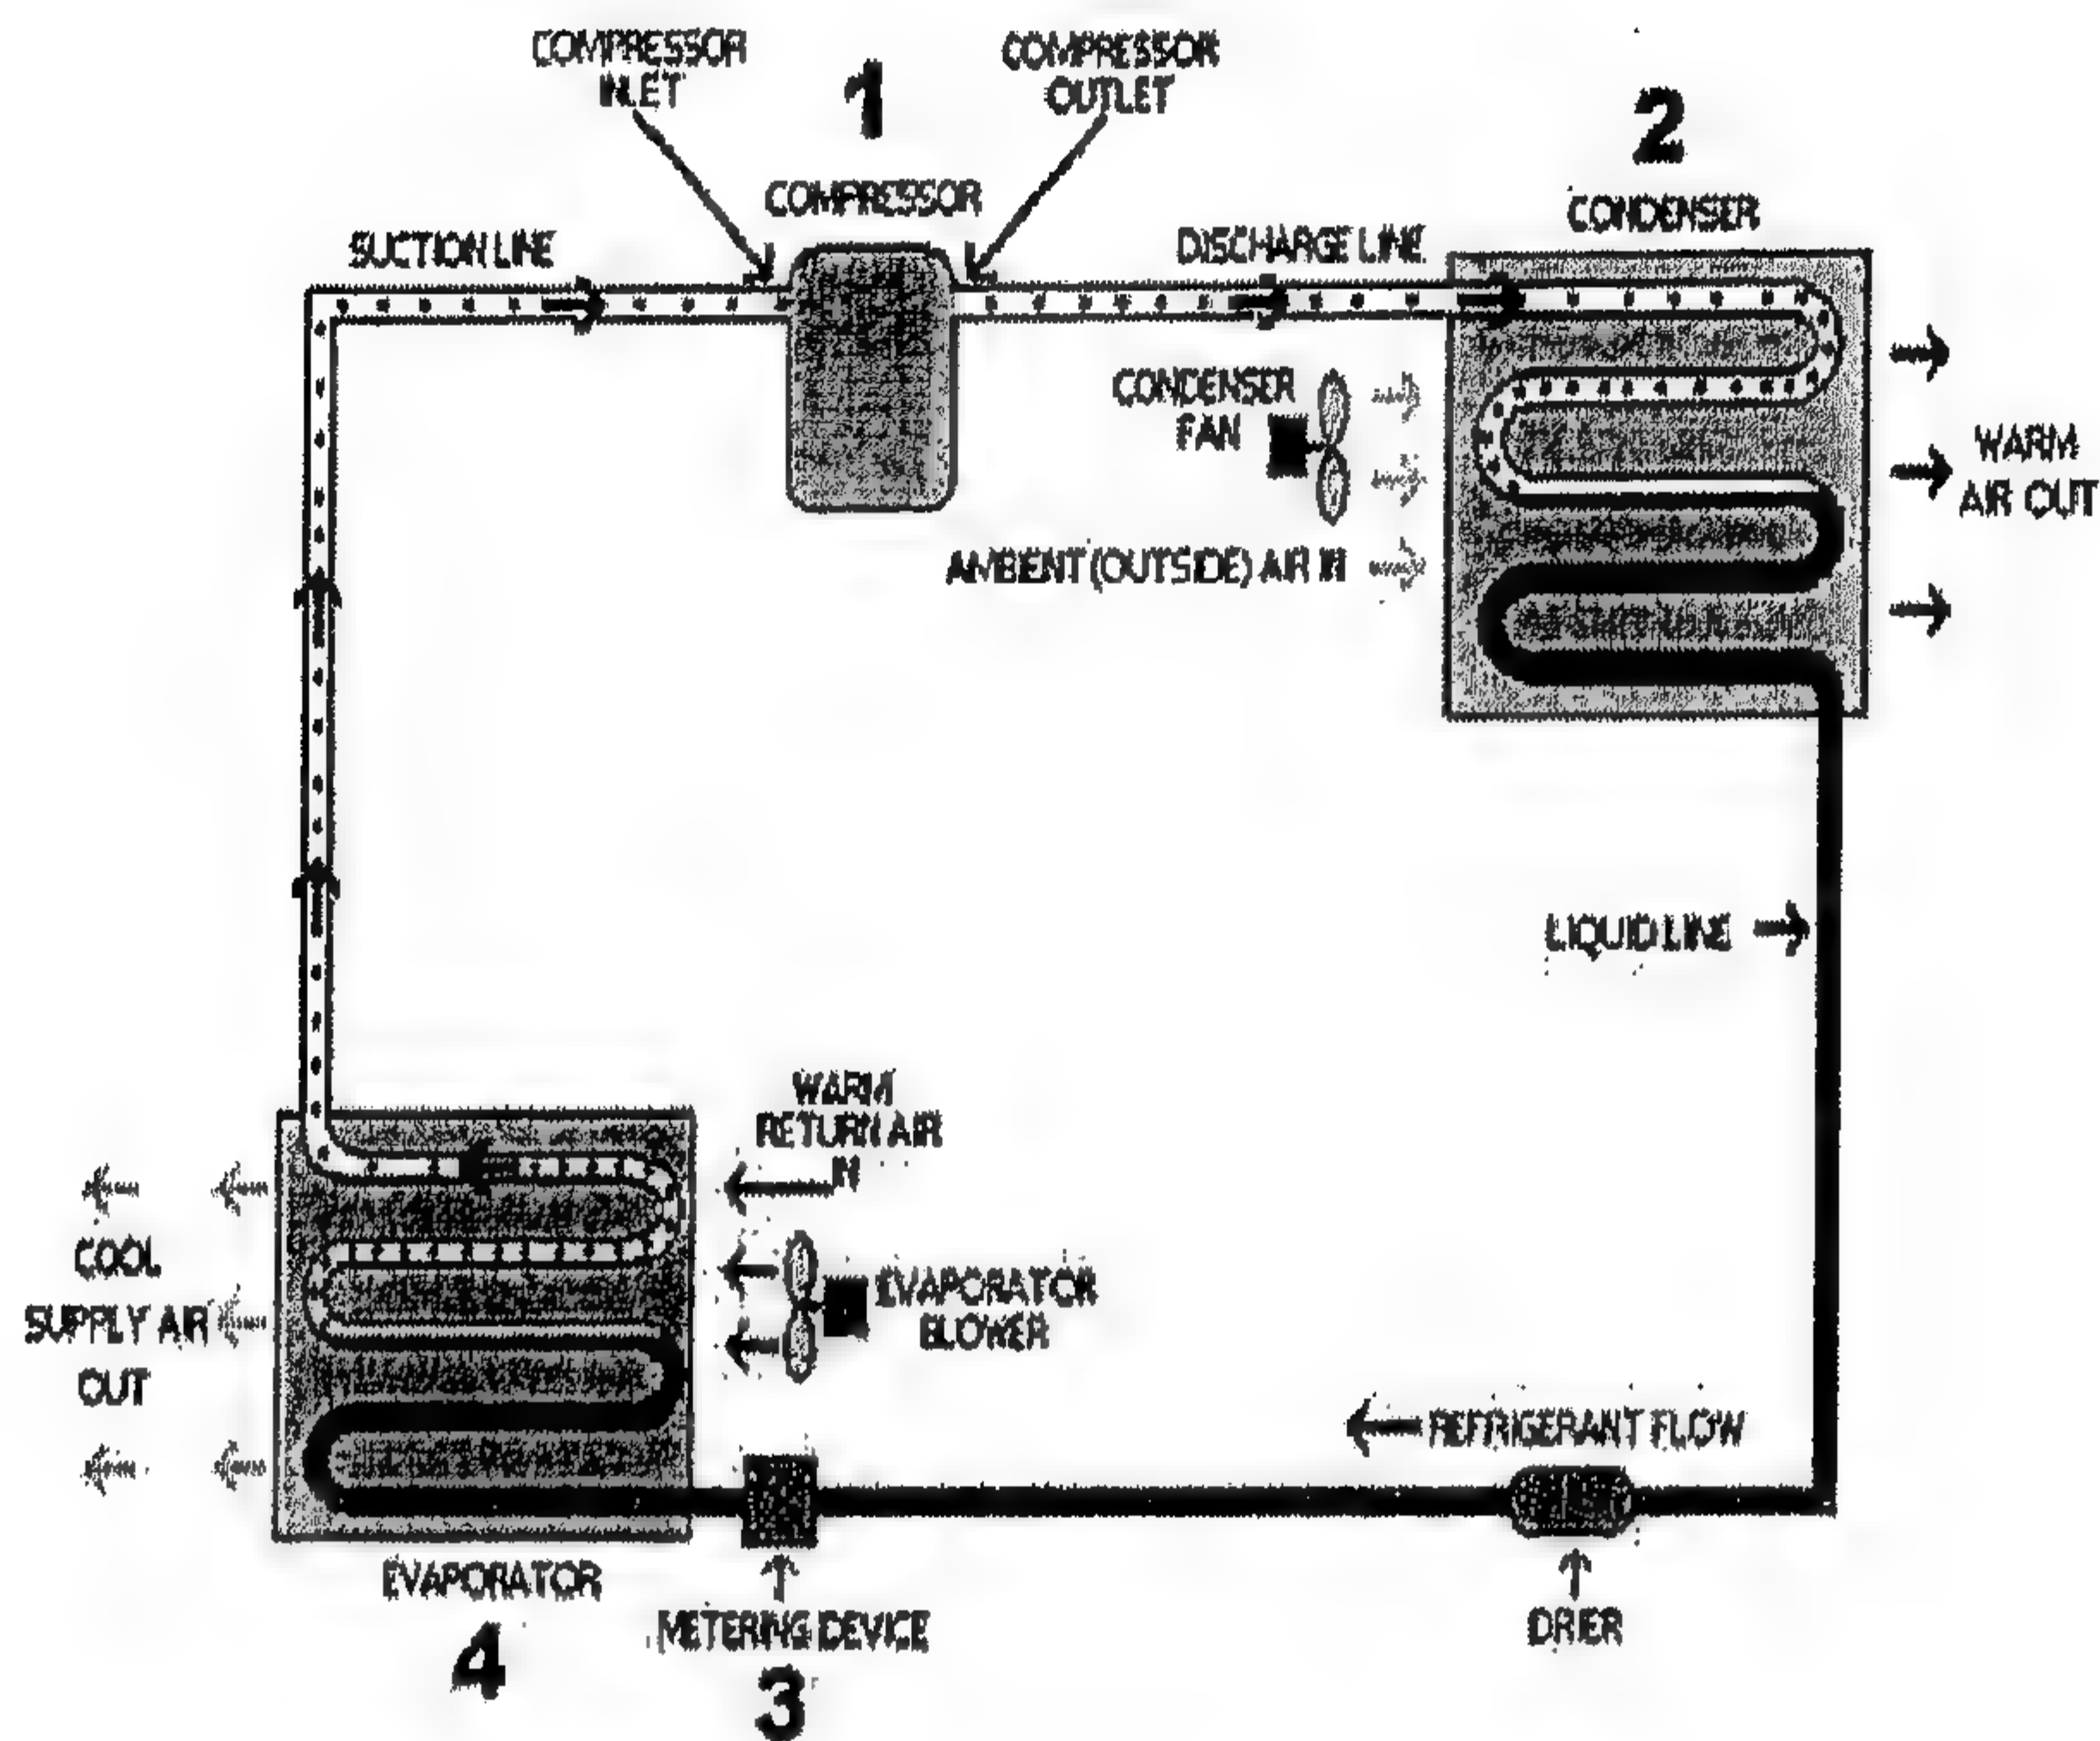 COMPRESSOR
INLET
1
COMPRESSOR
OUTLET
2
COMPRESSOR
CONDENSER
SUCTION LINE
DISCHARGE LINE
CONDENSER
FAN
WARM
AIR OUT
AMBIENT (OUTSIDE) AIR IN
LIQUID LINE
WARM
RETURN AIR
IN
COOL
SUPPLY AIR
OUT
EVAPORATOR
BLOWER
REFRIGERANT FLOW
EVAPORATOR
4
METERING DEVICE
3
DRIER